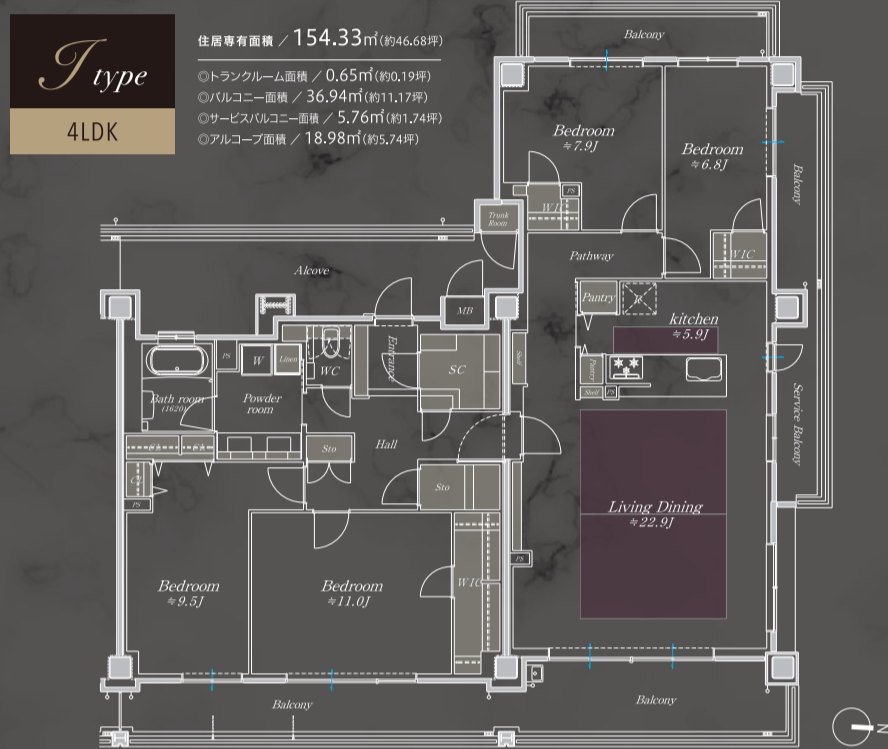 I type
4LDK
住居専有面積 / 154.33㎡(約46.68坪)
◎トランクルーム面積 / 0.65㎡(約0.19坪)
◎バルコニー面積 / 36.94㎡(約11.17坪)
◎サービスバルコニー面積 / 5.76㎡(約1.74坪)
◎アルコーブ面積 / 18.98㎡(約5.74坪)
Balcony
Bedroom
≒7.9J
Bedroom
≒6.8J
Balcony
PS
WIC
Trunk
Room
WIC
Pathway
Alcove
MB
Pantry
R
kitchen
≒5.9J
PS
W
Linen
WC
Entrance
SC
Shelf
Pantry
Shelf
PS
Bath room
(1620)
Powder
room
Service Balcony
Hall
CL
CL
Sto
CL
PS
Sto
Living Dining
≒22.9J
PS
Bedroom
≒9.5J
Bedroom
≒11.0J
WIC
Balcony
Balcony
N